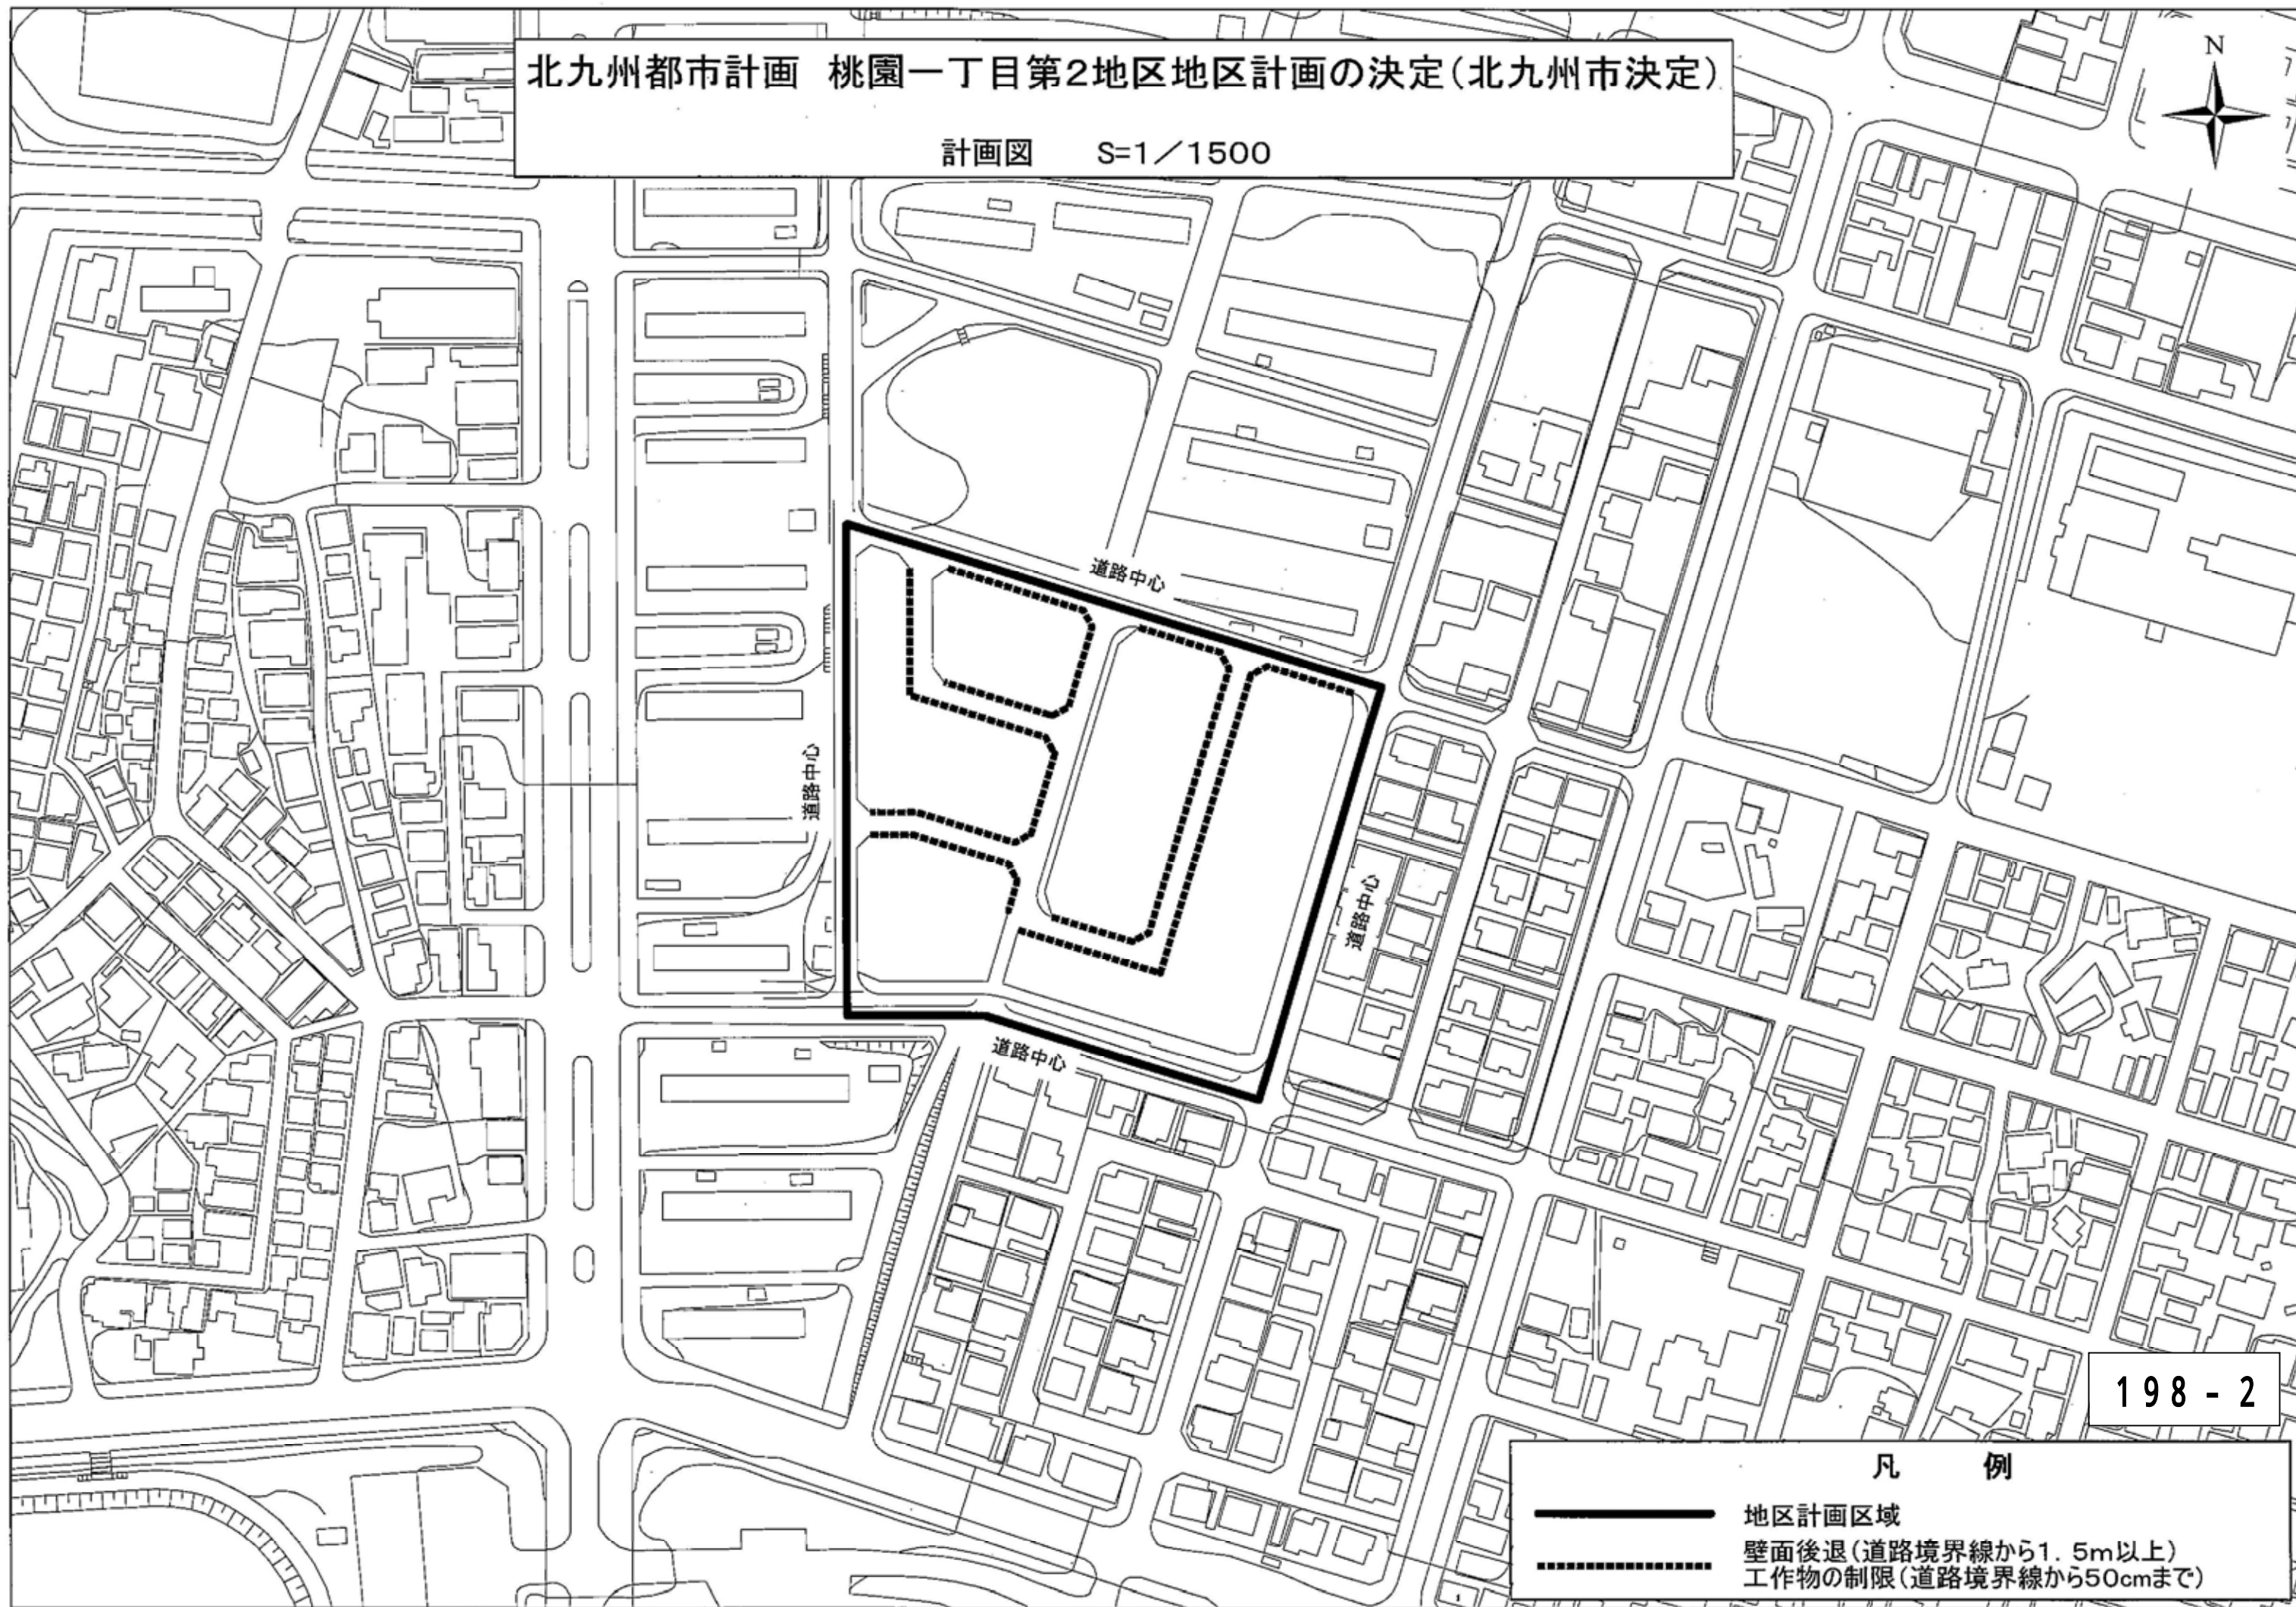 北九州都市計画 桃園一丁目第2地区地区計画の決定(北九州市決定)
計画図 S=1/1500
N
道路中心
道路中心
道路中心
道路中心
198-2
凡例
地区計画区域
壁面後退(道路境界線から1.5m以上)
工作物の制限(道路境界線から50cmまで)